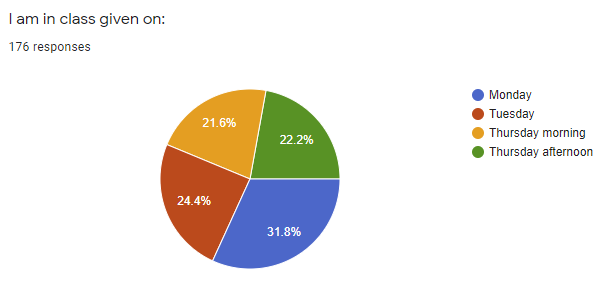 I am in class given on:
176 responses
Monday
Tuesday
Thursday morning
Thursday afternoon
21.6%
22.2%
24.4%
31.8%